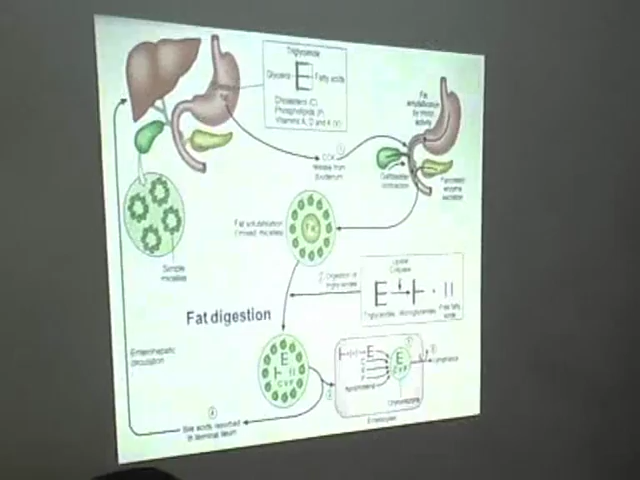 Triglyceride
Glycerol
E
Fatty acids
Cholesterol (C)
Phospholipids (P)
Vitamins A, D and K (V)
Fat
emulsification
by
activity
CCK
release from
duodenum
Gallbladder
contraction
Pancreatic
enzyme
secretion
Fat solubilisation
(mixed micelles)
Simple
micelles
Digestion of
triglycerides
Lipase
Colipase
Triglycerides
Monoglycerides
Free fatty
acids
Fat digestion
Enterohepatic
circulation
E
E
Lymphatics
Chylomicrons
Enterocyte
Bile acids reabsorbed
in terminal ileum